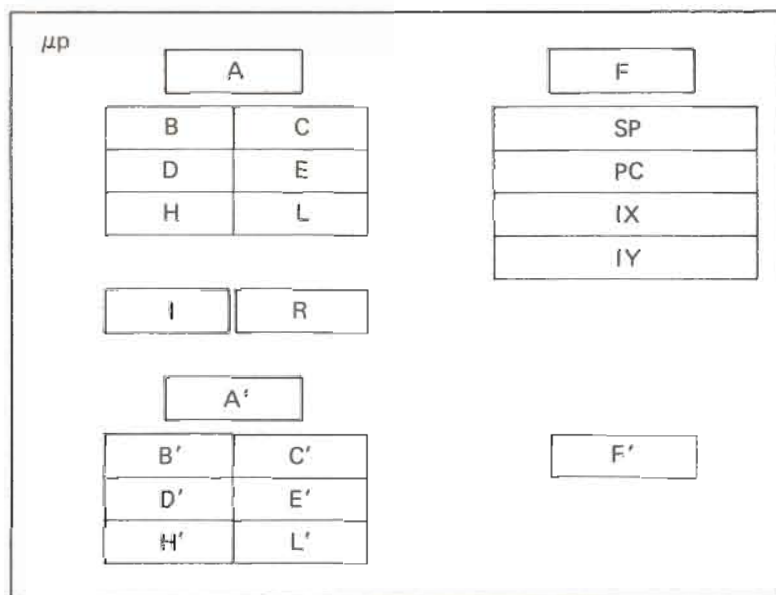 μp
A F
B C SP
D E PC
H L IX
IY
I R
A′
B′ C′ F′
D′ E′
H′ L′